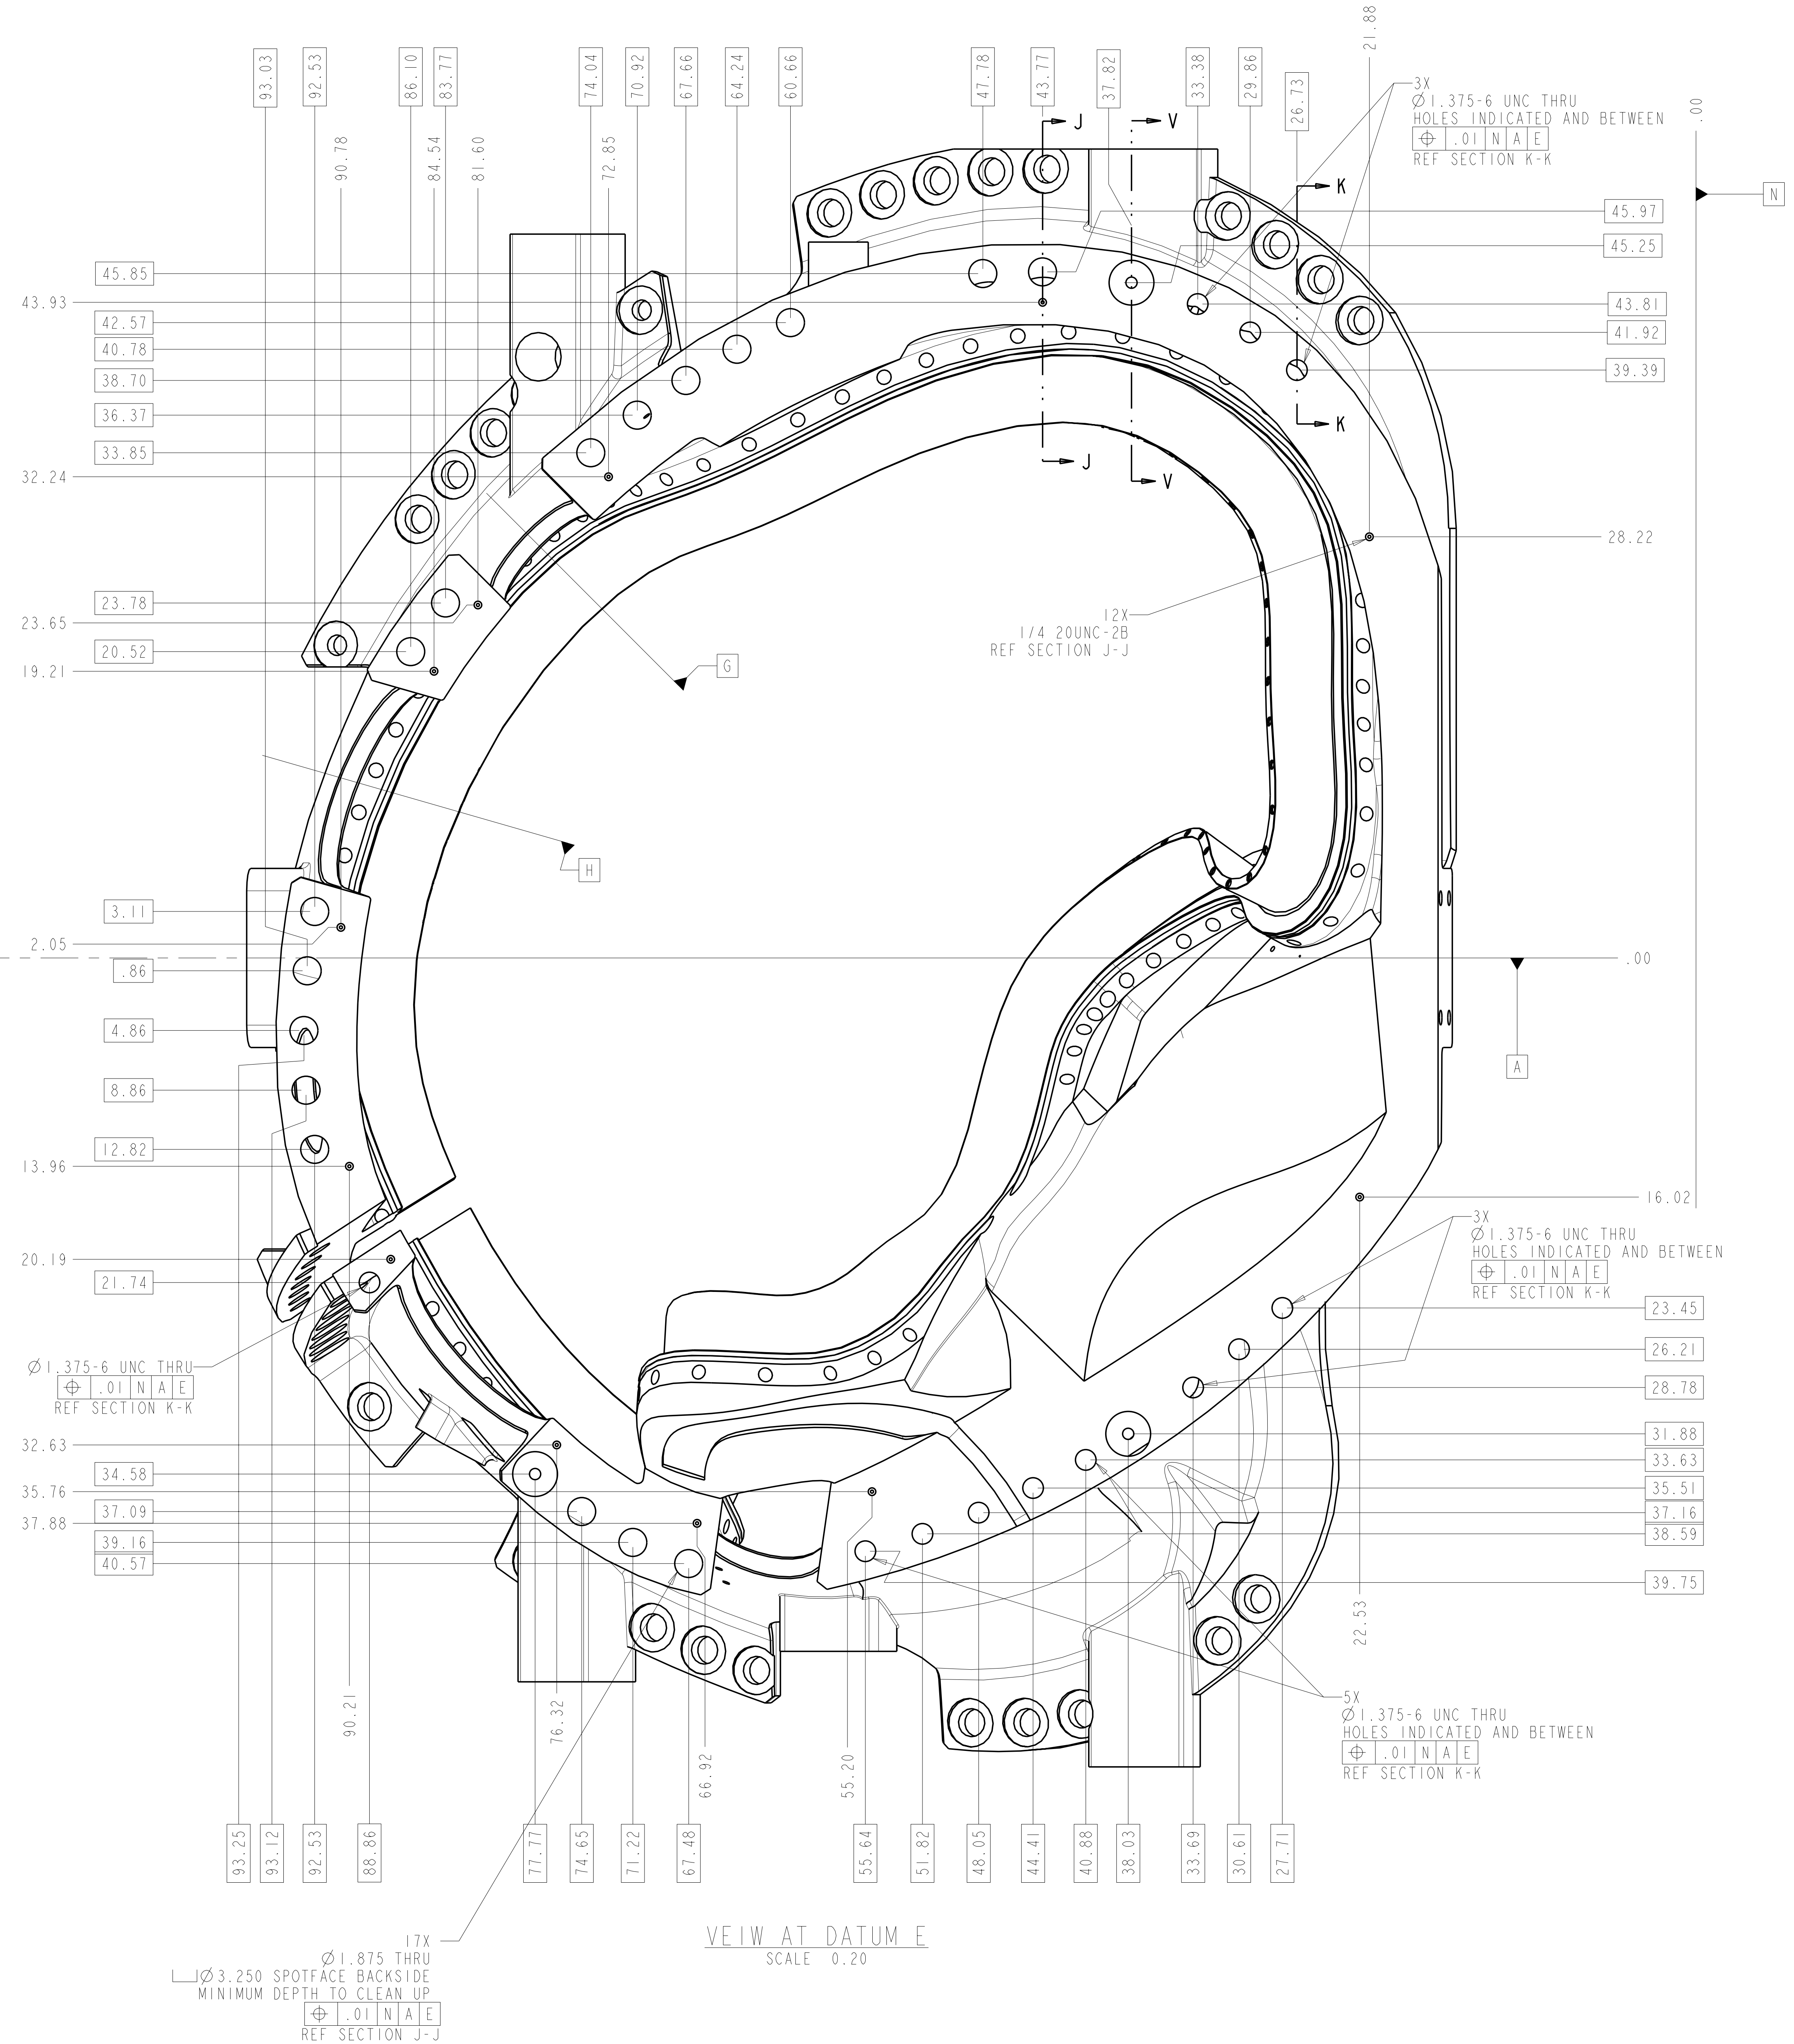 93.03
92.53
86.10
83.77
74.04
70.92
67.66
64.24
60.66
47.78
43.77
37.82
33.38
29.86
26.73
21.88
.00
90.78
84.54
81.60
72.85
J
V
K
3X
Ø1.375-6 UNC THRU
HOLES INDICATED AND BETWEEN
⌖ .01 N A E
REF SECTION K-K
N
45.97
45.25
43.81
41.92
39.39
45.85
43.93
42.57
40.78
38.70
36.37
33.85
32.24
K
J
V
28.22
12X
1/4 20UNC-2B
REF SECTION J-J
23.78
23.65
20.52
19.21
G
H
3.11
2.05
.86
4.86
8.86
12.82
13.96
.00
A
16.02
20.19
21.74
3X
Ø1.375-6 UNC THRU
HOLES INDICATED AND BETWEEN
⌖ .01 N A E
REF SECTION K-K
23.45
26.21
28.78
31.88
33.63
35.51
37.16
38.59
39.75
Ø1.375-6 UNC THRU
⌖ .01 N A E
REF SECTION K-K
32.63
34.58
35.76
37.09
37.88
39.16
40.57
22.53
90.21
76.32
66.92
55.20
5X
Ø1.375-6 UNC THRU
HOLES INDICATED AND BETWEEN
⌖ .01 N A E
REF SECTION K-K
93.25
93.12
92.53
88.86
77.77
74.65
71.22
67.48
55.64
51.82
48.05
44.41
40.88
38.03
33.69
30.61
27.71
17X
Ø1.875 THRU
⌴Ø3.250 SPOTFACE BACKSIDE
MINIMUM DEPTH TO CLEAN UP
⌖ .01 N A E
REF SECTION J-J
VEIW AT DATUM E
SCALE 0.20